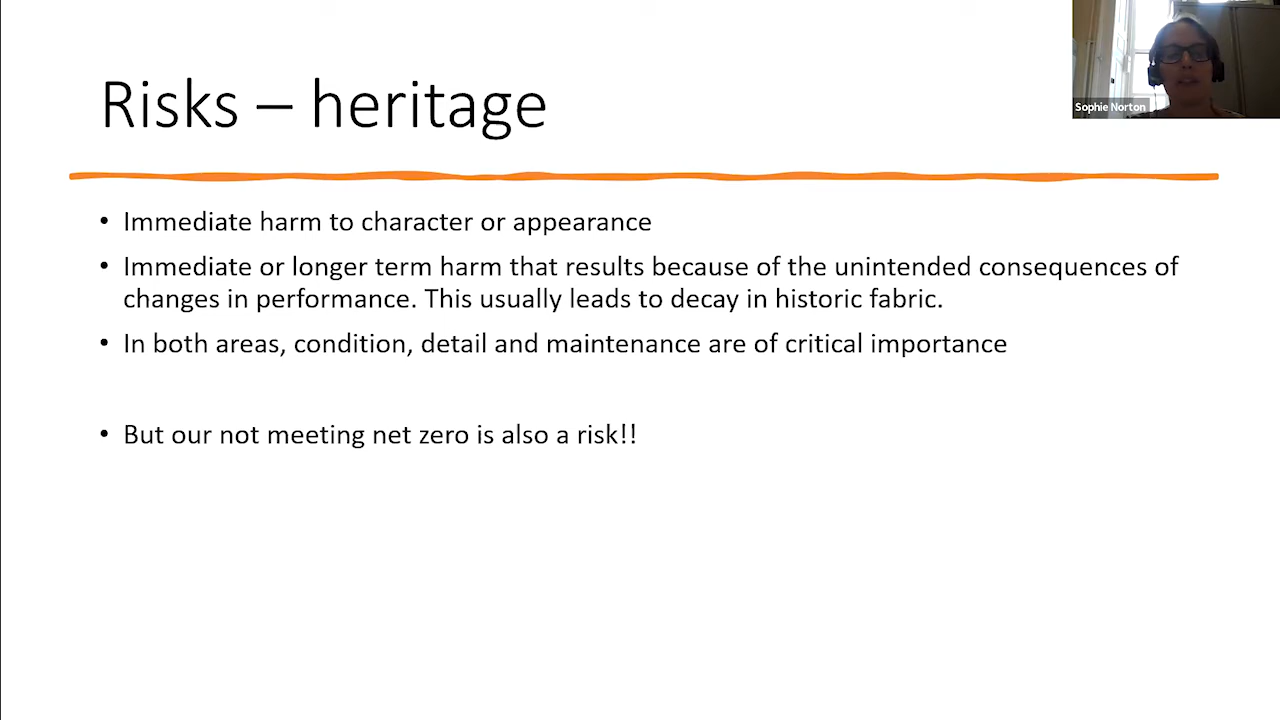 Risks – heritage
Sophie Norton
• Immediate harm to character or appearance
• Immediate or longer term harm that results because of the unintended consequences of
changes in performance. This usually leads to decay in historic fabric.
• In both areas, condition, detail and maintenance are of critical importance
• But our not meeting net zero is also a risk!!